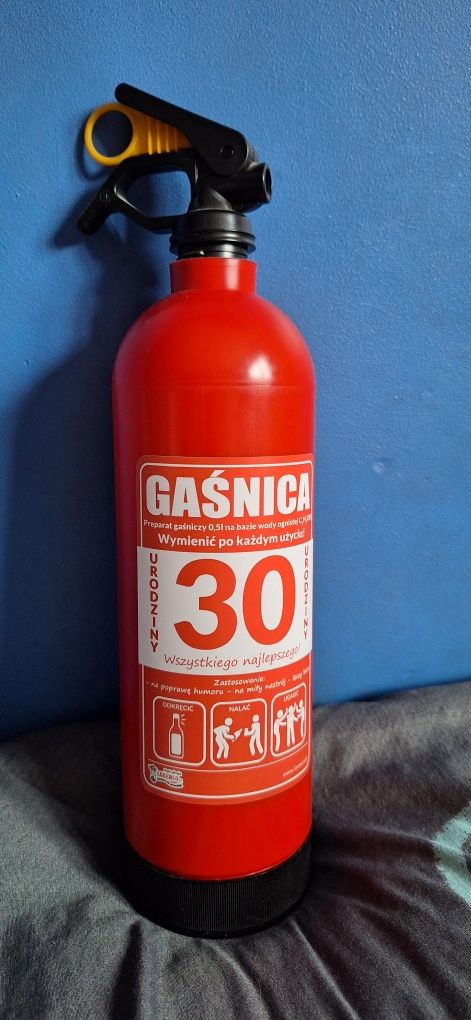 GAŚNICA
Preparat gaśniczy 0,5l na bazie wody ognistej
Wymienić po każdym użyciu!
URODZINY
30
URODZINY
Wszystkiego najlepszego!
Zastosowanie:
- na poprawę humoru - na miły nastrój -
ODKRĘCIĆ
NALAĆ
UGASIĆ
www.